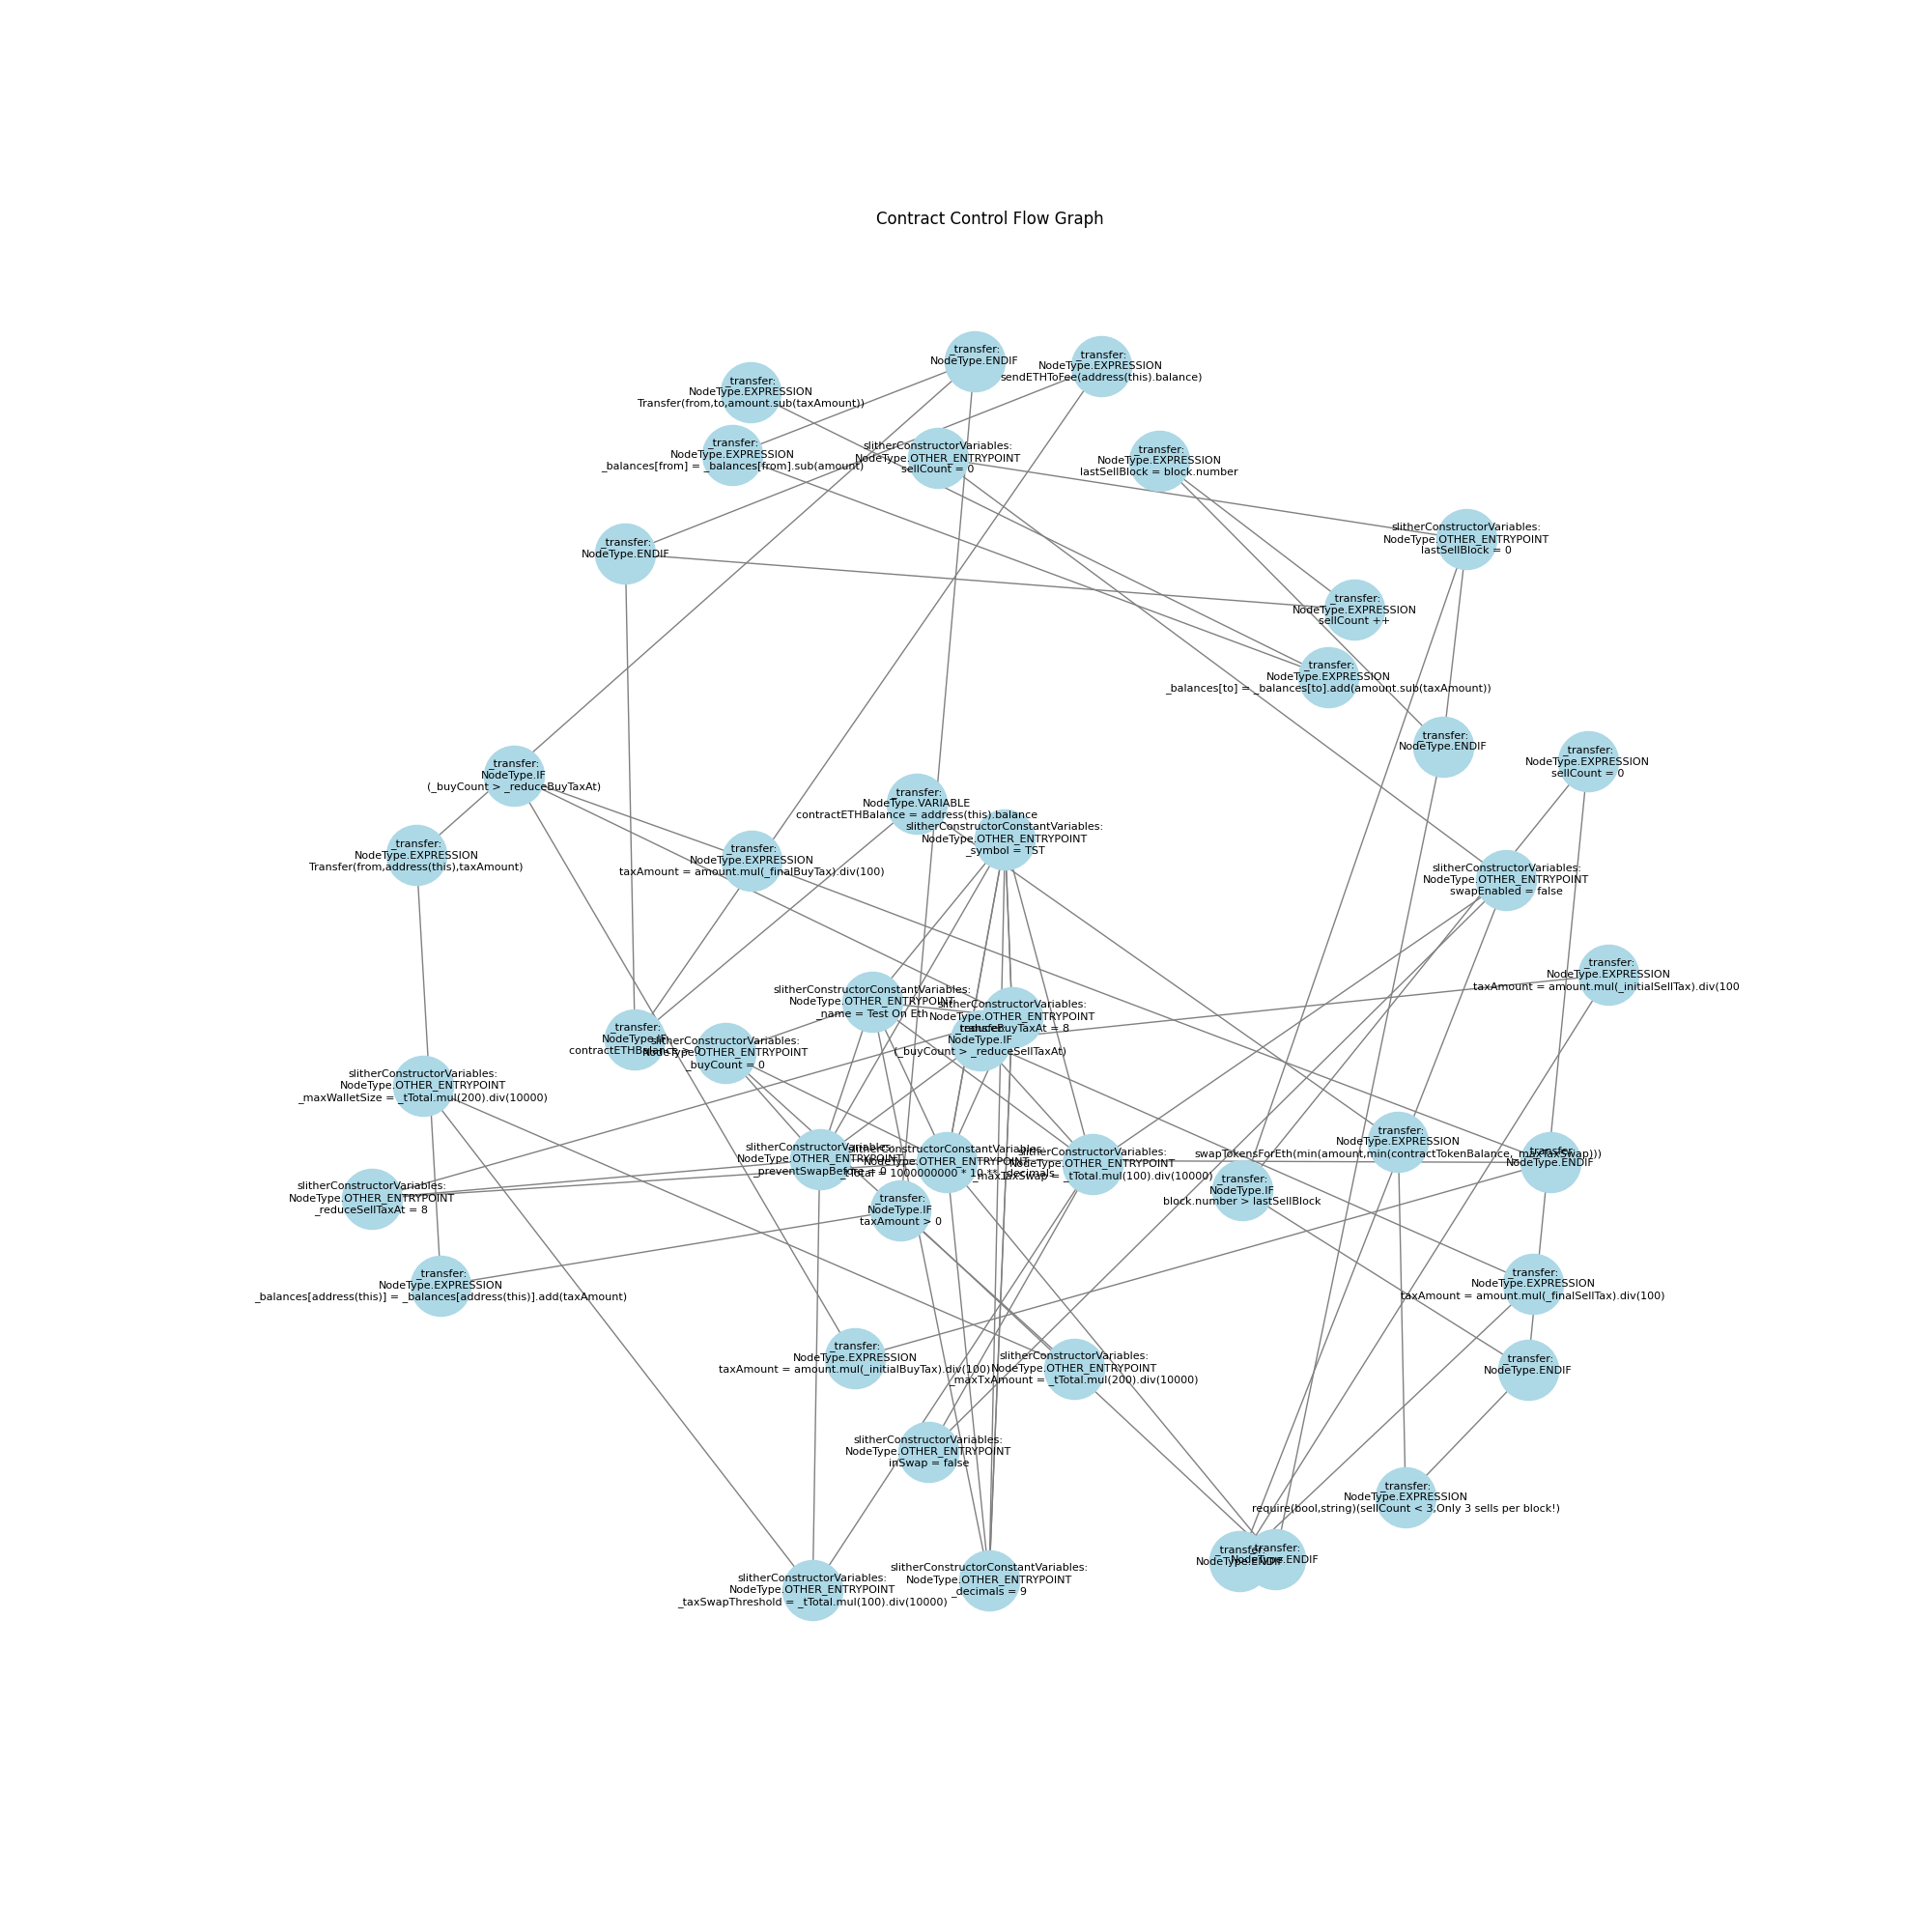 Contract Control Flow Graph
_transfer:
NodeType.ENDIF
_transfer:
NodeType.EXPRESSION
sendETHToFee(address(this).balance)
_transfer:
NodeType.EXPRESSION
Transfer(from,to,amount.sub(taxAmount))
_transfer:
NodeType.EXPRESSION
_balances[from] = _balances[from].sub(amount)
slitherConstructorVariables:
NodeType.OTHER_ENTRYPOINT
sellCount = 0
_transfer:
NodeType.EXPRESSION
lastSellBlock = block.number
slitherConstructorVariables:
NodeType.OTHER_ENTRYPOINT
lastSellBlock = 0
_transfer:
NodeType.ENDIF
_transfer:
NodeType.EXPRESSION
sellCount ++
_transfer:
NodeType.EXPRESSION
_balances[to] = _balances[to].add(amount.sub(taxAmount))
_transfer:
NodeType.ENDIF
_transfer:
NodeType.EXPRESSION
sellCount = 0
_transfer:
NodeType.IF
(_buyCount > _reduceBuyTaxAt)
_transfer:
NodeType.VARIABLE
contractETHBalance = address(this).balance
slitherConstructorConstantVariables:
NodeType.OTHER_ENTRYPOINT
_symbol = TST
_transfer:
NodeType.EXPRESSION
Transfer(from,address(this),taxAmount)
_transfer:
NodeType.EXPRESSION
taxAmount = amount.mul(_finalBuyTax).div(100)
slitherConstructorVariables:
NodeType.OTHER_ENTRYPOINT
swapEnabled = false
_transfer:
NodeType.EXPRESSION
taxAmount = amount.mul(_initialSellTax).div(100
slitherConstructorConstantVariables:
NodeType.OTHER_ENTRYPOINT
_name = Test On Eth
slitherConstructorVariables:
NodeType.OTHER_ENTRYPOINT
_reduceBuyTaxAt = 8
_transfer:
NodeType.IF
(_buyCount > _reduceSellTaxAt)
_transfer:
NodeType.IF
contractETHBalance > 0
slitherConstructorVariables:
NodeType.OTHER_ENTRYPOINT
_buyCount = 0
slitherConstructorVariables:
NodeType.OTHER_ENTRYPOINT
_maxWalletSize = _tTotal.mul(200).div(10000)
slitherConstructorVariables:
NodeType.OTHER_ENTRYPOINT
_preventSwapBefore = 0
slitherConstructorConstantVariables:
NodeType.OTHER_ENTRYPOINT
_tTotal = 1000000000 * 10 ** _decimals
slitherConstructorVariables:
NodeType.OTHER_ENTRYPOINT
_maxTaxSwap = _tTotal.mul(100).div(10000)
_transfer:
NodeType.EXPRESSION
swapTokensForEth(min(amount,min(contractTokenBalance,_maxTaxSwap)))
_transfer:
NodeType.ENDIF
slitherConstructorVariables:
NodeType.OTHER_ENTRYPOINT
_reduceSellTaxAt = 8
_transfer:
NodeType.IF
taxAmount > 0
_transfer:
NodeType.IF
block.number > lastSellBlock
_transfer:
NodeType.EXPRESSION
_balances[address(this)] = _balances[address(this)].add(taxAmount)
_transfer:
NodeType.EXPRESSION
taxAmount = amount.mul(_finalSellTax).div(100)
_transfer:
NodeType.EXPRESSION
taxAmount = amount.mul(_initialBuyTax).div(100)
slitherConstructorVariables:
NodeType.OTHER_ENTRYPOINT
_maxTxAmount = _tTotal.mul(200).div(10000)
_transfer:
NodeType.ENDIF
slitherConstructorVariables:
NodeType.OTHER_ENTRYPOINT
inSwap = false
_transfer:
NodeType.EXPRESSION
require(bool,string)(sellCount < 3,Only 3 sells per block!)
_transfer:
NodeType.ENDIF
_transfer:
NodeType.ENDIF
slitherConstructorVariables:
NodeType.OTHER_ENTRYPOINT
_taxSwapThreshold = _tTotal.mul(100).div(10000)
slitherConstructorConstantVariables:
NodeType.OTHER_ENTRYPOINT
_decimals = 9